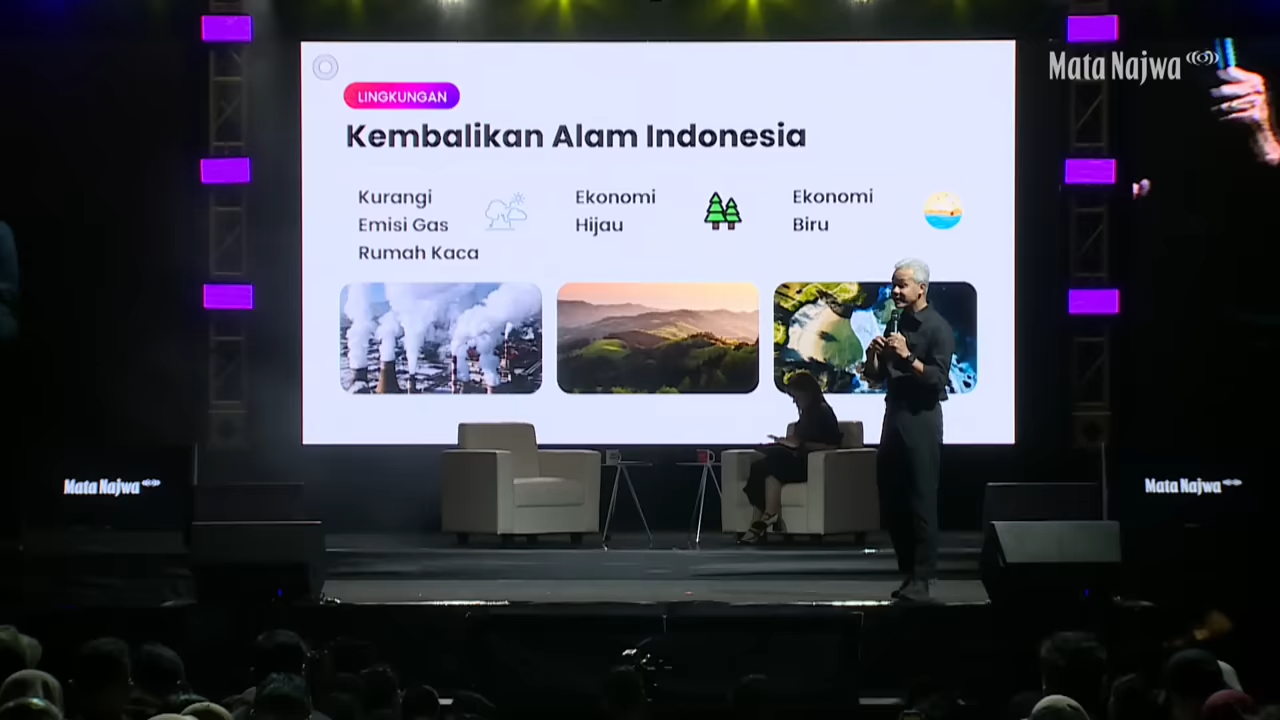 Mata Najwa
LINGKUNGAN
Kembalikan Alam Indonesia
Kurangi
Emisi Gas
Rumah Kaca
Ekonomi
Hijau
Ekonomi
Biru
Mata Najwa
Mata Najwa